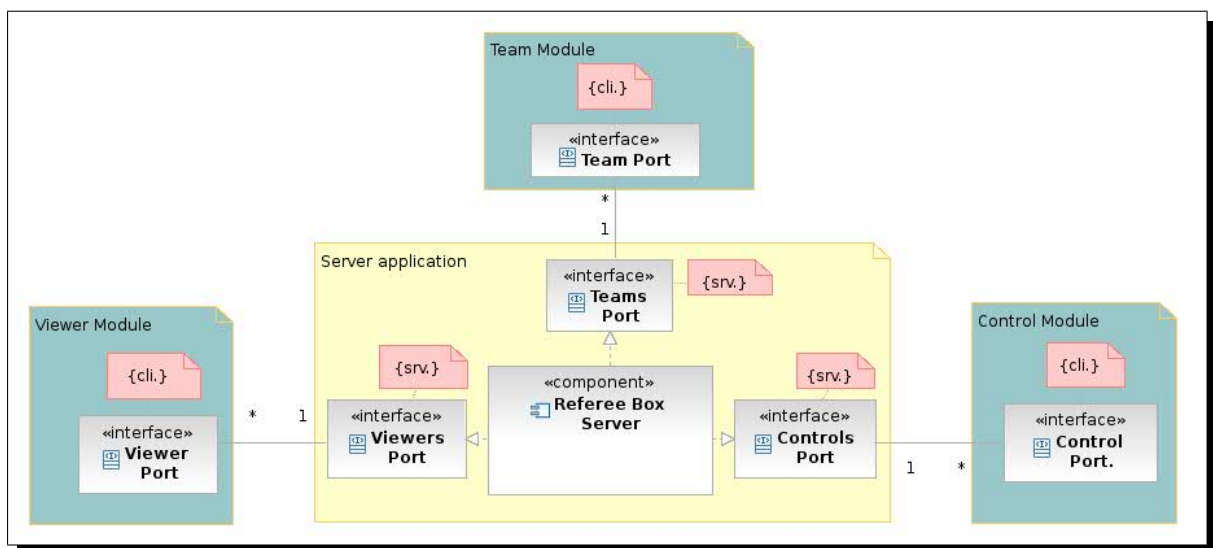 Team Module
{cli.}
«interface»
Team Port
*
1
Server application
«interface»
Teams
Port
{srv.}
Viewer Module
{cli.}
«interface»
Viewer
Port
*
1
{srv.}
«interface»
Viewers
Port
«component»
Referee Box
Server
{srv.}
«interface»
Controls
Port
1
*
Control Module
{cli.}
«interface»
Control
Port.